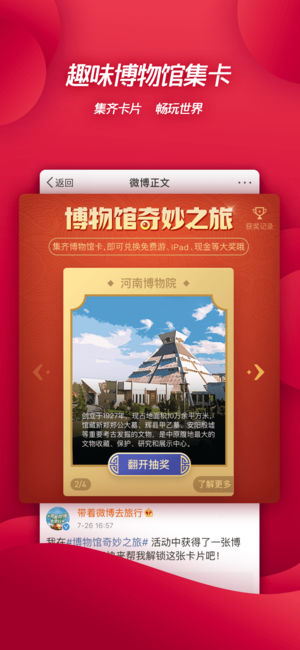 趣味博物馆集卡
集齐卡片 畅玩世界
返回
微博正文
博物馆奇妙之旅
获奖记录
集齐博物馆卡,即可兑换免费游、iPad、现金等大奖哦
河南博物院
创立于1927年，现占地面积10万余平方米。
馆藏新郑郑公大墓、辉县甲乙墓、安阳殷墟
等重要考古发掘的文物，是中原腹地最大的
文物收藏、保护、研究和展示中心。
翻开抽奖
2/4
了解更多
带着微博去旅行
7-26 16:57
我在#博物馆奇妙之旅# 活动中获得了一张博
来帮我解锁这张卡片吧！